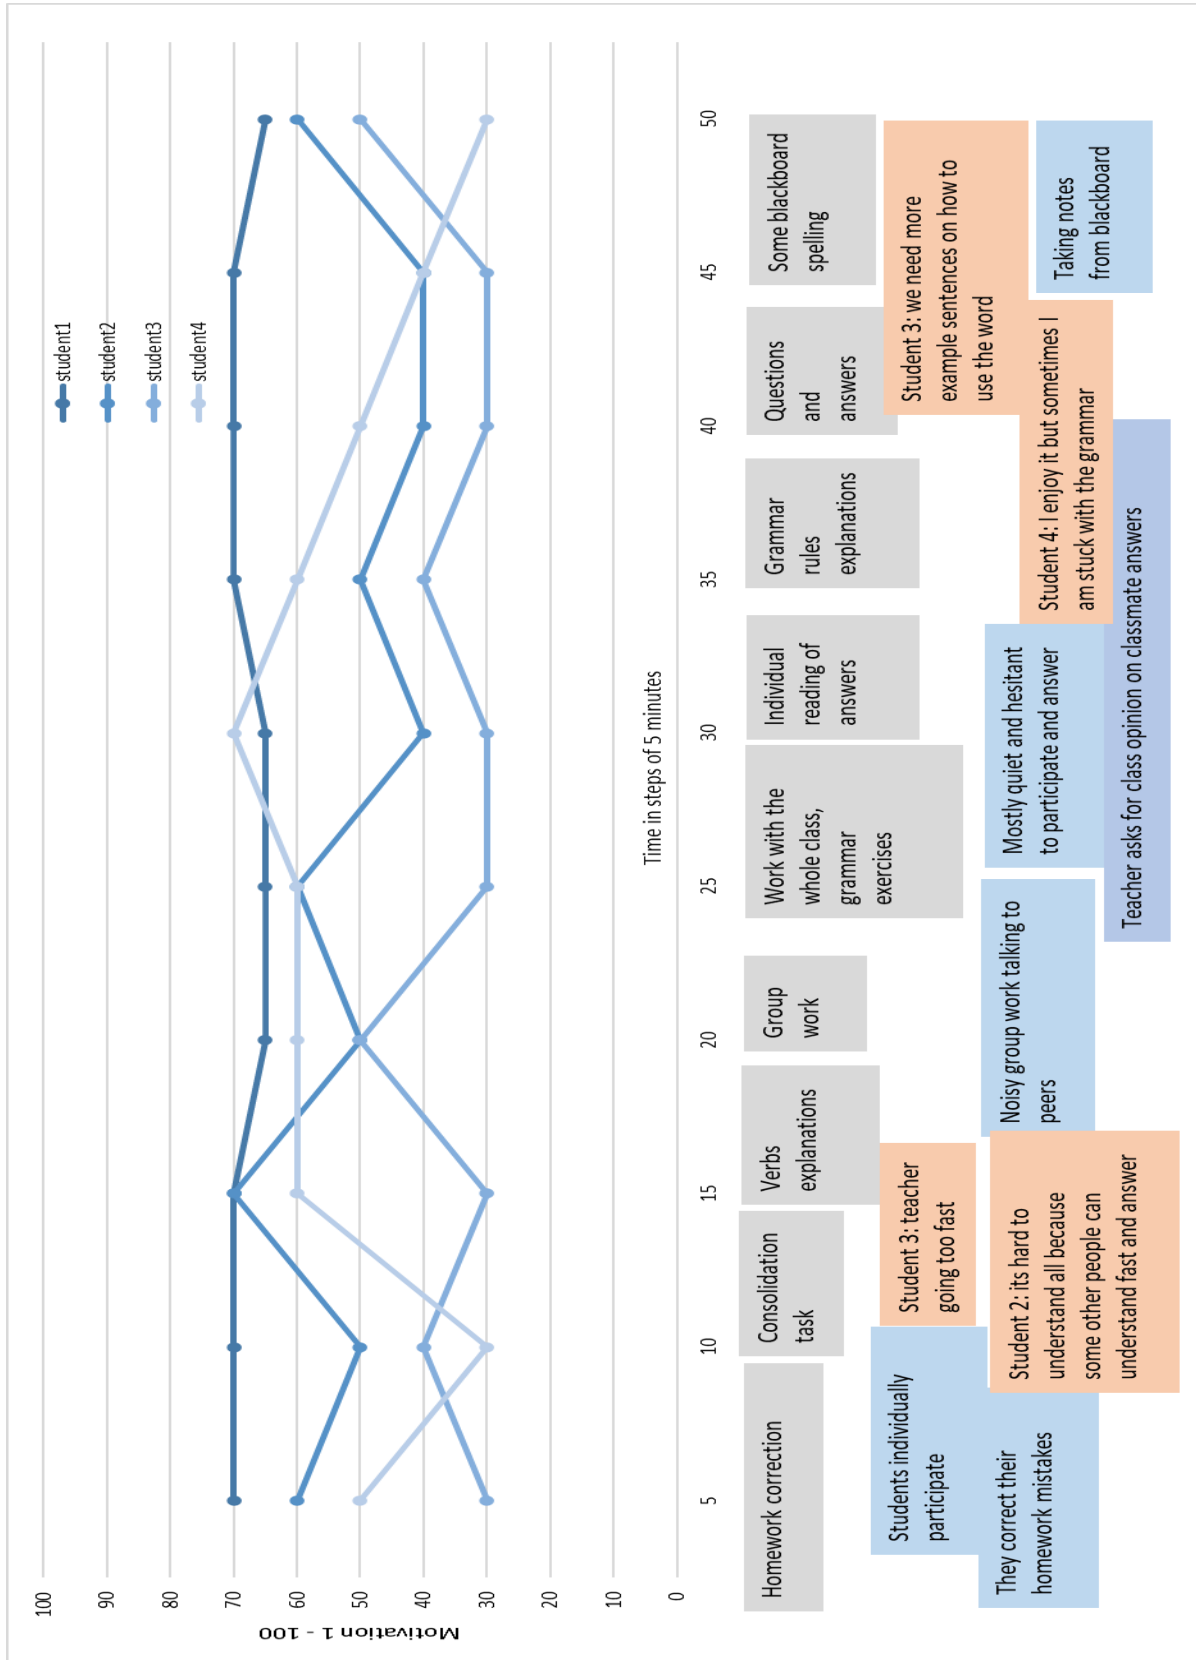 student1
student2
student3
student4
Motivation 1 - 100
100
90
80
70
60
50
40
30
20
10
0
Time in steps of 5 minutes
5
10
15
20
25
30
35
40
45
50
Homework correction
Consolidation
task
Verbs
explanations
Group
work
Work with the
whole class,
grammar
exercises
Individual
reading of
answers
Grammar
rules
explanations
Questions
and
answers
Some blackboard
spelling
Students individually
participate
Student 3: teacher
going too fast
Student 3: we need more
example sentences on how to
use the word
They correct their
homework mistakes
Student 2: its hard to
understand all because
some other people can
understand fast and answer
Noisy group work talking to
peers
Mostly quiet and hesitant
to participate and answer
Student 4: I enjoy it but sometimes I
am stuck with the grammar
Taking notes
from blackboard
Teacher asks for class opinion on classmate answers